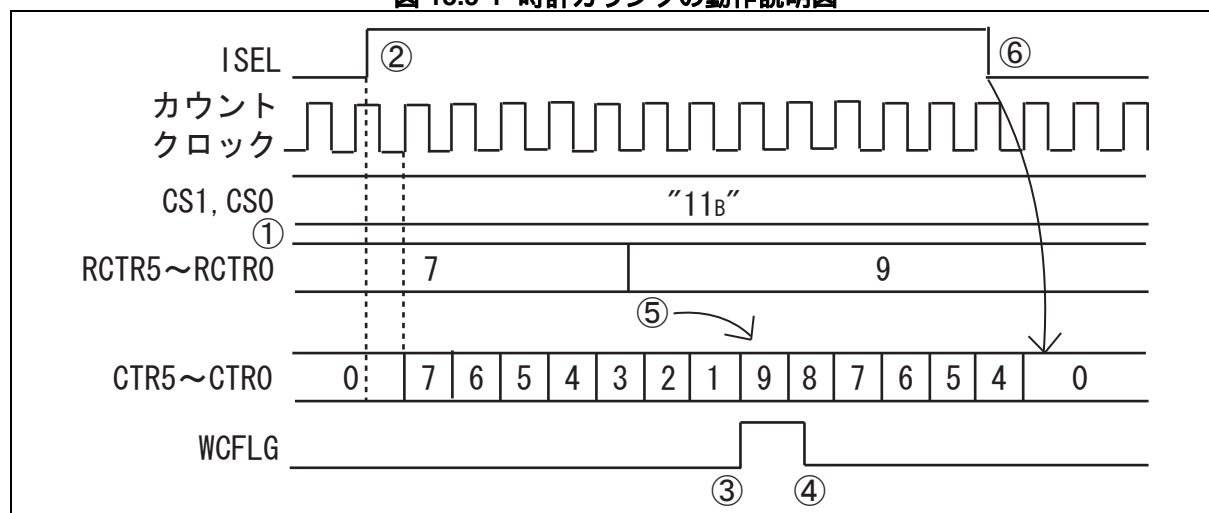 図 15.5-1 時計カウンタの動作説明図
ISEL ② ⑥
カウント
クロック
CS1, CS0 "11B"
①
RCTR5～RCTR0 7 9
⑤
CTR5～CTR0 0 7 6 5 4 3 2 1 9 8 7 6 5 4 0
WCFLG
③ ④